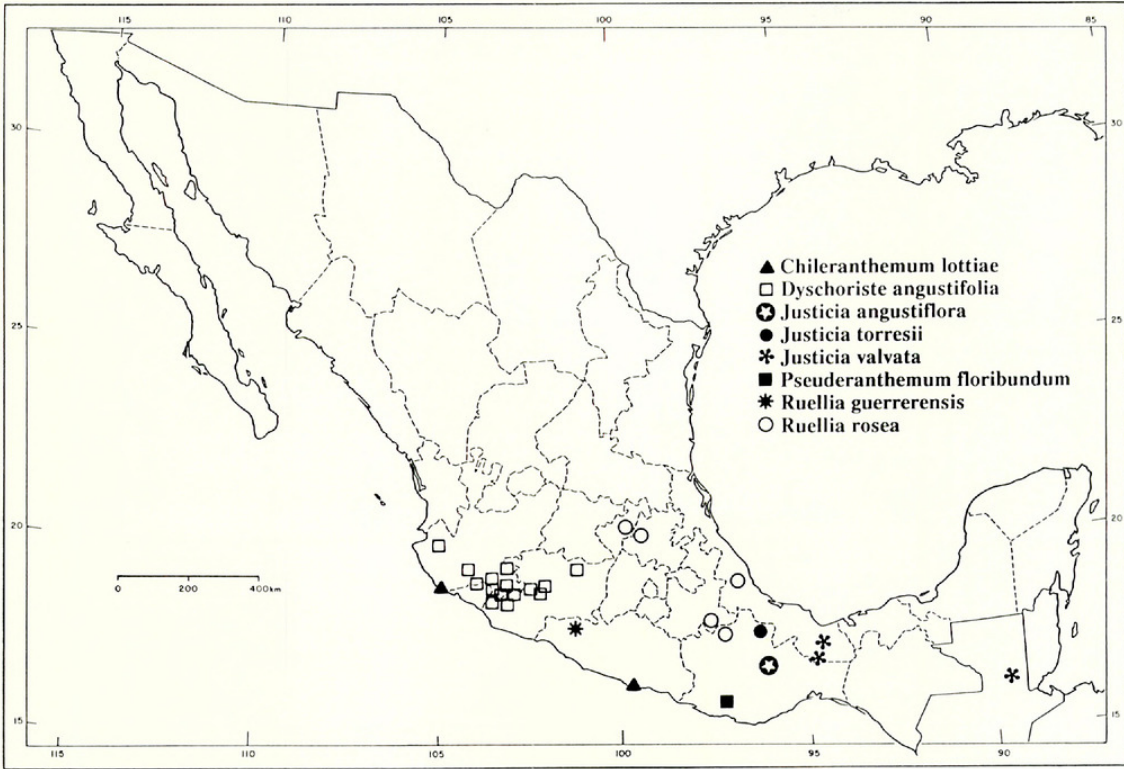 115 110 105 100 95 90 85
30 30
Chileranthemum lottiae
Dyschoriste angustifolia
25 Justicia angustiflora 25
Justicia torresii
Justicia valvata
Pseuderanthemum floribundum
Ruellia guerrerensis
Ruellia rosea
20 20
0 200 400km
15 15
115 110 105 100 95 90